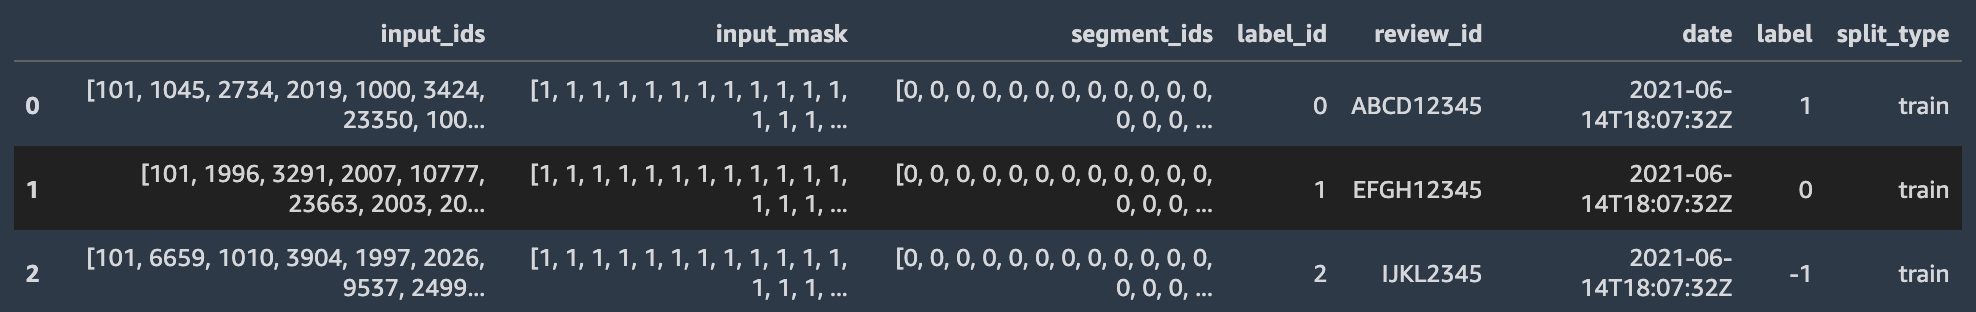 input_ids input_mask segment_ids label_id review_id date label split_type
0 [101, 1045, 2734, 2019, 1000, 3424, [1, 1, 1, 1, 1, 1, 1, 1, 1, 1, 1, 1, [0, 0, 0, 0, 0, 0, 0, 0, 0, 0, 0, 0, 0 ABCD12345 2021-06- 1 train
23350, 100... 1, 1, 1, ... 0, 0, 0, ... 14T18:07:32Z
1 [101, 1996, 3291, 2007, 10777, [1, 1, 1, 1, 1, 1, 1, 1, 1, 1, 1, 1, [0, 0, 0, 0, 0, 0, 0, 0, 0, 0, 0, 0, 1 EFGH12345 2021-06- 0 train
23663, 2003, 20... 1, 1, 1, ... 0, 0, 0, ... 14T18:07:32Z
2 [101, 6659, 1010, 3904, 1997, 2026, [1, 1, 1, 1, 1, 1, 1, 1, 1, 1, 1, 1, [0, 0, 0, 0, 0, 0, 0, 0, 0, 0, 0, 0, 2 IJKL2345 2021-06- -1 train
9537, 2499... 1, 1, 1, ... 0, 0, 0, ... 14T18:07:32Z